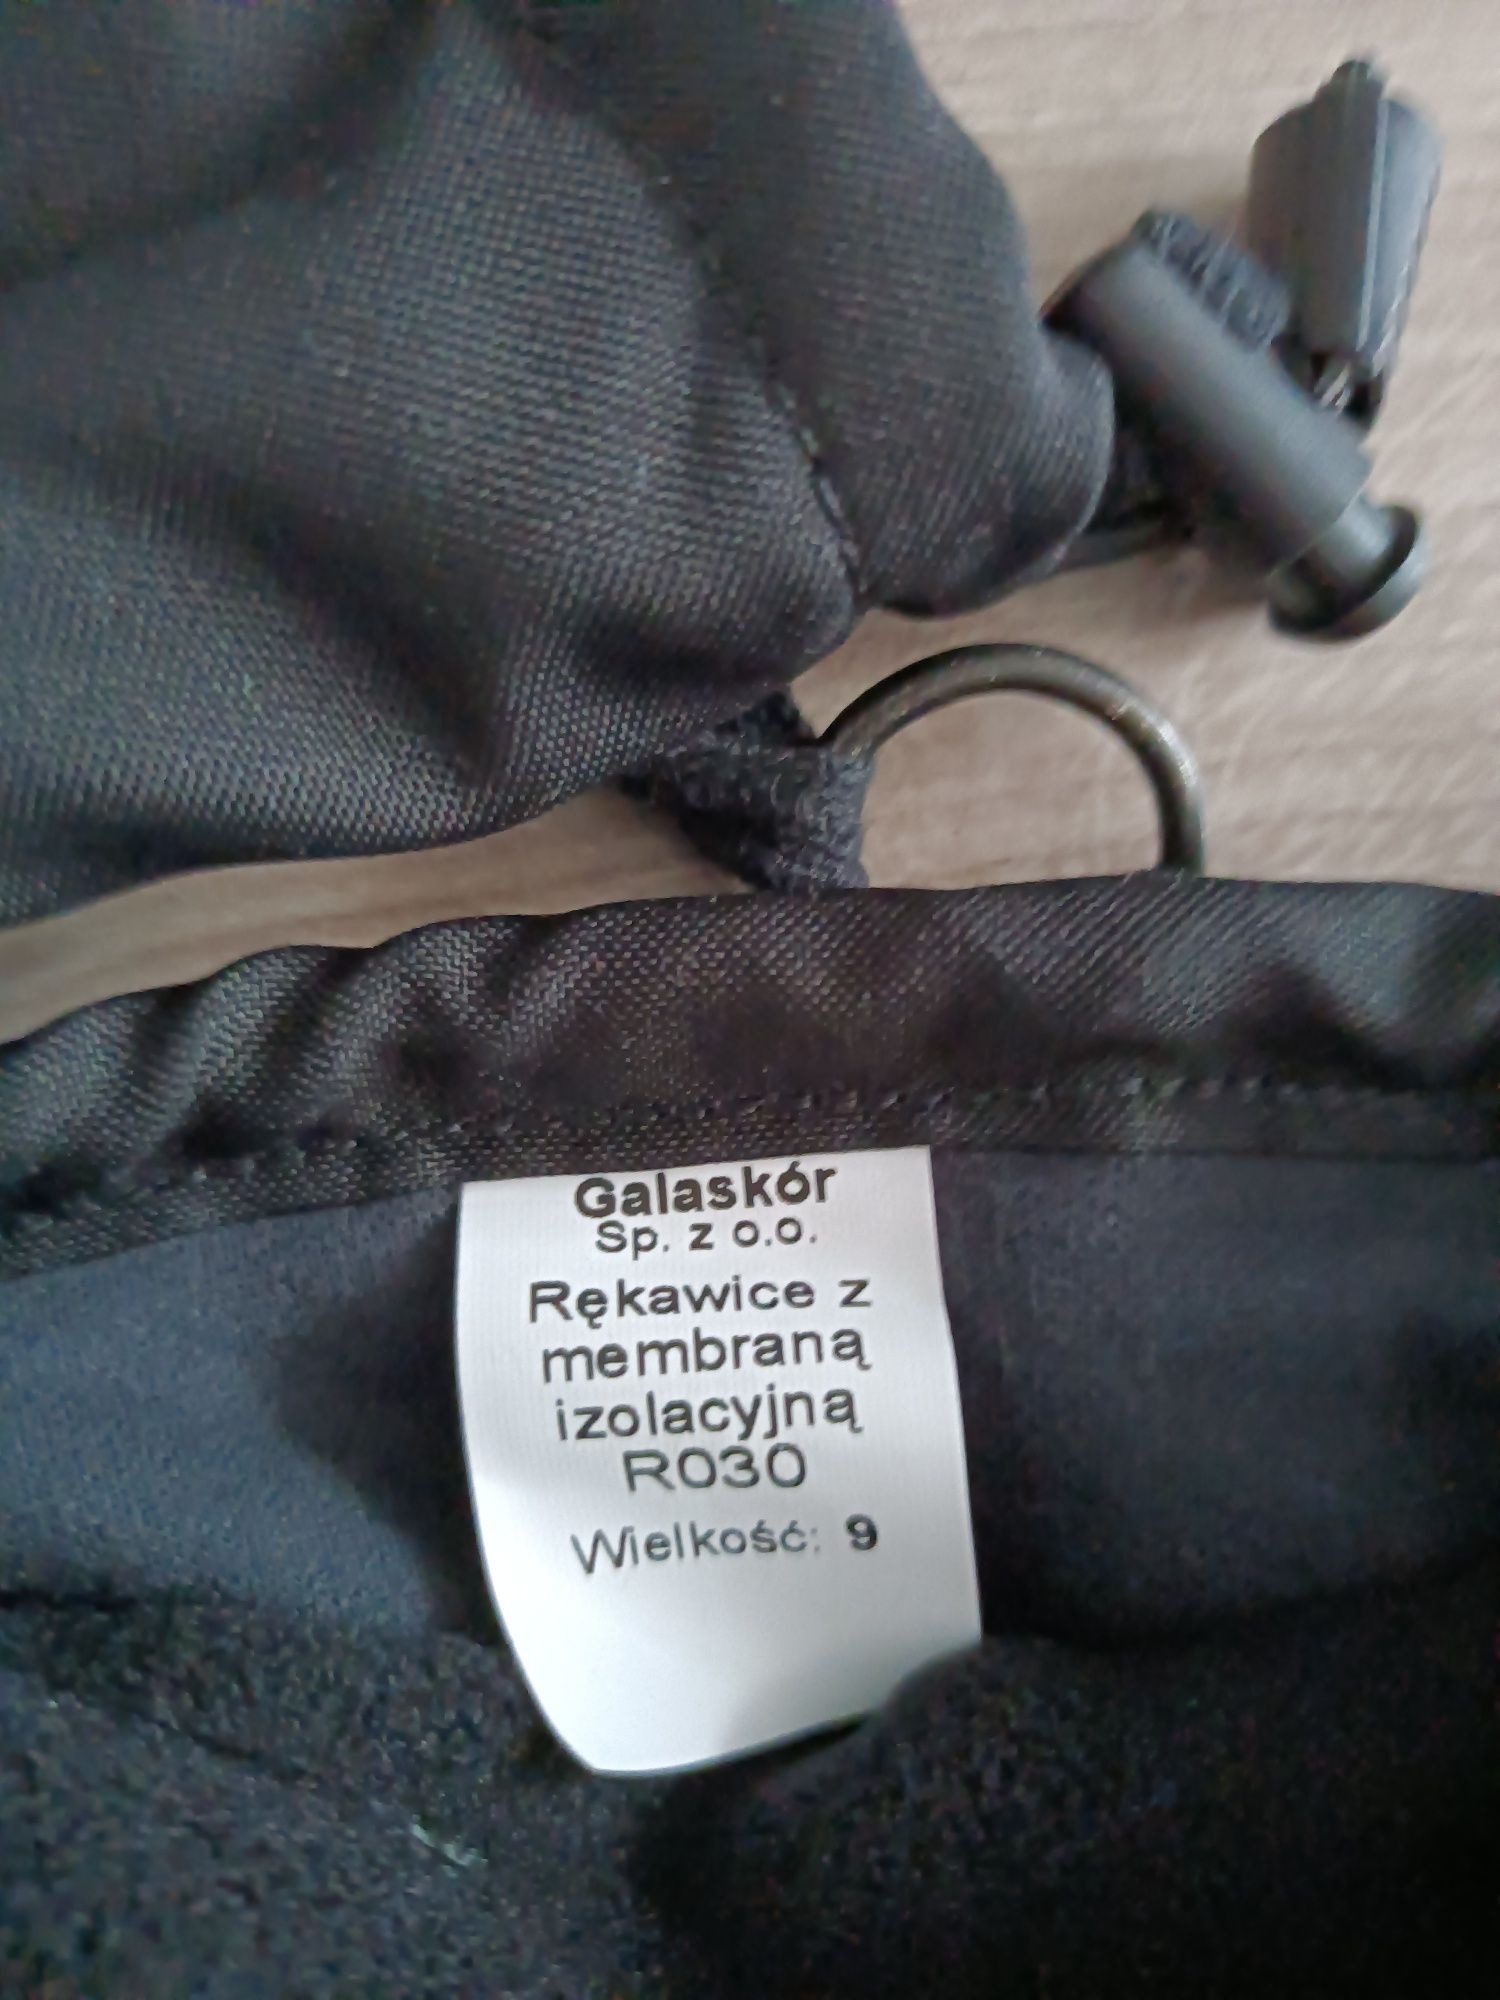 Galaskór
Sp. z o.o.
Rękawice z
membraną
izolacyjną
R030
Wielkość: 9